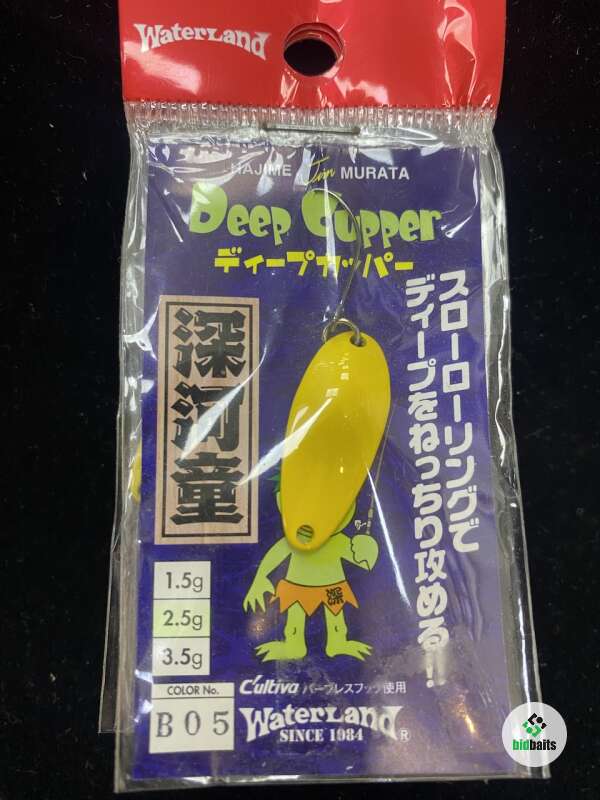 WATERLAND
HAJIME Jun MURATA
Deep Cupper
ディープカッパー
スローローリングで
ディープをねっちり攻める!!
深河童
1.5g
2.5g
3.5g
COLOR No.
B05
C'ultiva バーブレスフック使用
WATERLAND®
SINCE 1984
深
bidbaits